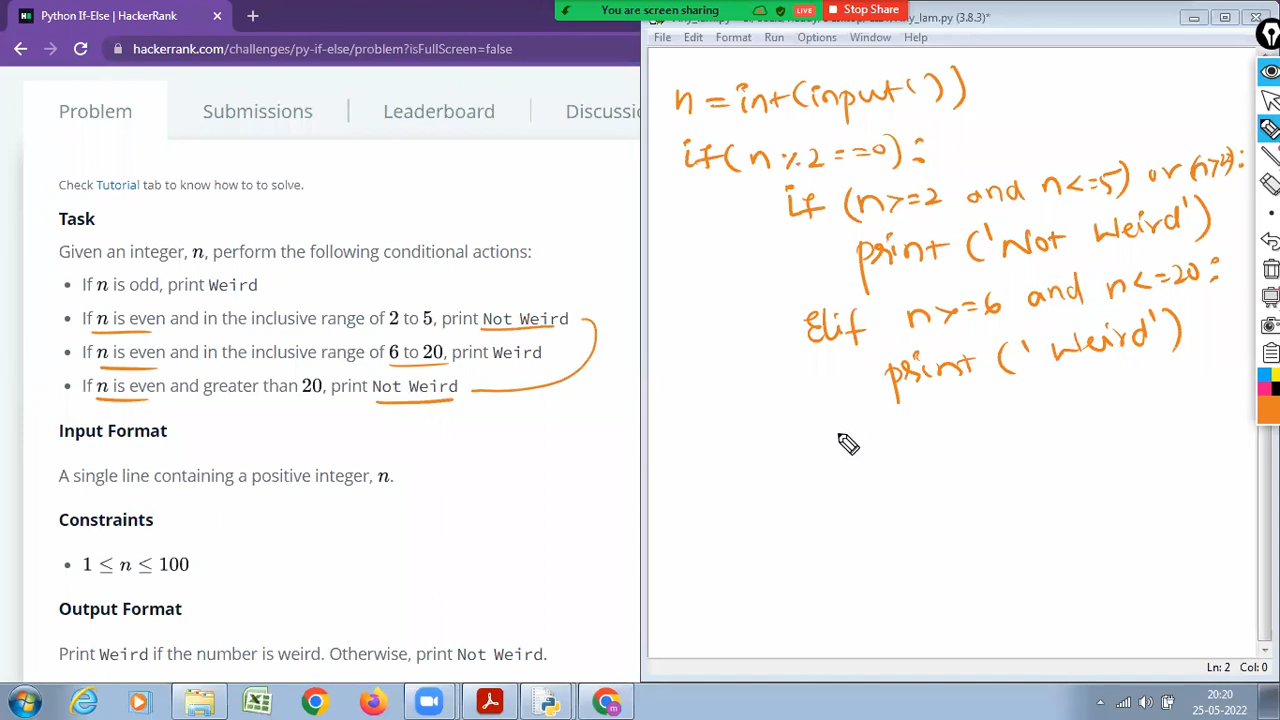 Python If-Else | HackerRank
You are screen sharing
LIVE
Stop Share
hackerrank.com/challenges/py-if-else/problem?isFullScreen=false
File Edit Format Run Options Window Help
Problem Submissions Leaderboard Discussic
Check Tutorial tab to know how to to solve.
Task
Given an integer, n, perform the following conditional actions:
If n is odd, print Weird
If n is even and in the inclusive range of 2 to 5, print Not Weird
If n is even and in the inclusive range of 6 to 20, print Weird
If n is even and greater than 20, print Not Weird
Input Format
A single line containing a positive integer, n.
Constraints
1 ≤ n ≤ 100
Output Format
Print Weird if the number is weird. Otherwise, print Not Weird.
n = int(input())
if(n%2==0):
if (n>=2 and n<=5) or (n>20):
print('Not Weird')
Elif n>=6 and n<=20:
print('Weird')
Ln: 2 Col: 0
20:20
25-05-2022